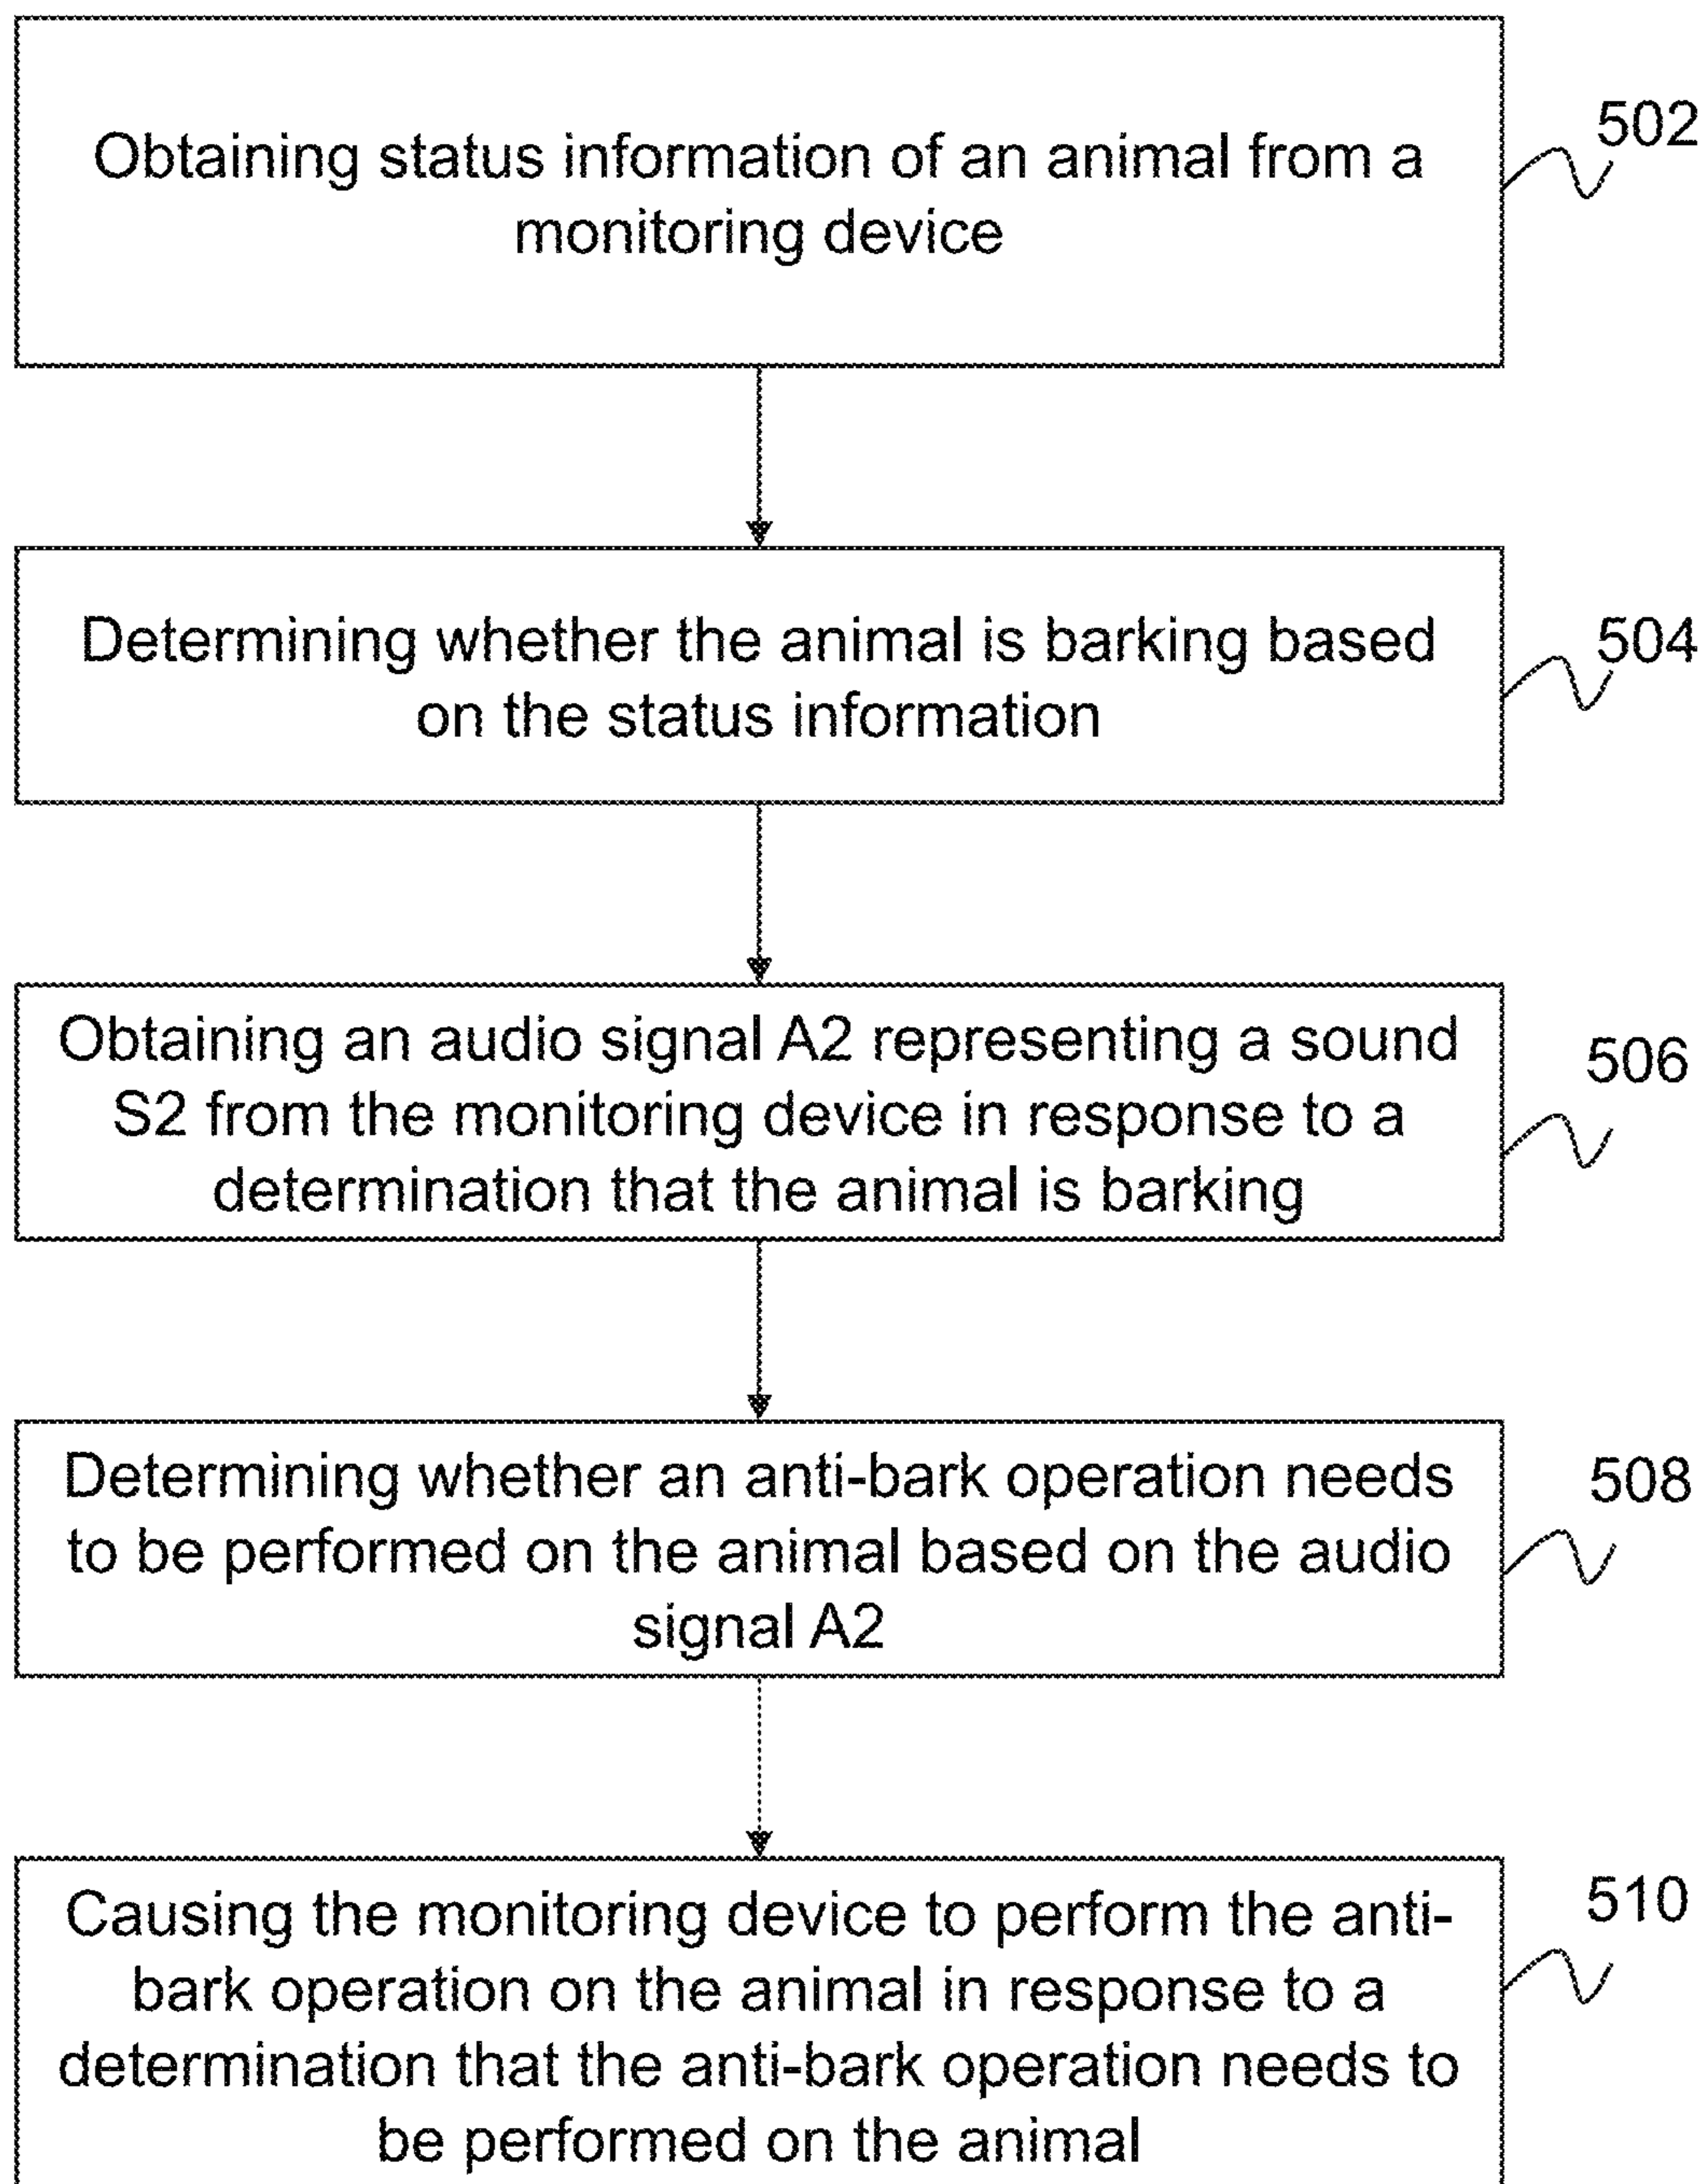 Obtaining status information of an animal from a
monitoring device
502
Determining whether the animal is barking based
on the status information
504
Obtaining an audio signal A2 representing a sound
S2 from the monitoring device in response to a
determination that the animal is barking
506
Determining whether an anti-bark operation needs
to be performed on the animal based on the audio
signal A2
508
Causing the monitoring device to perform the anti-
bark operation on the animal in response to a
determination that the anti-bark operation needs to
be performed on the animal
510